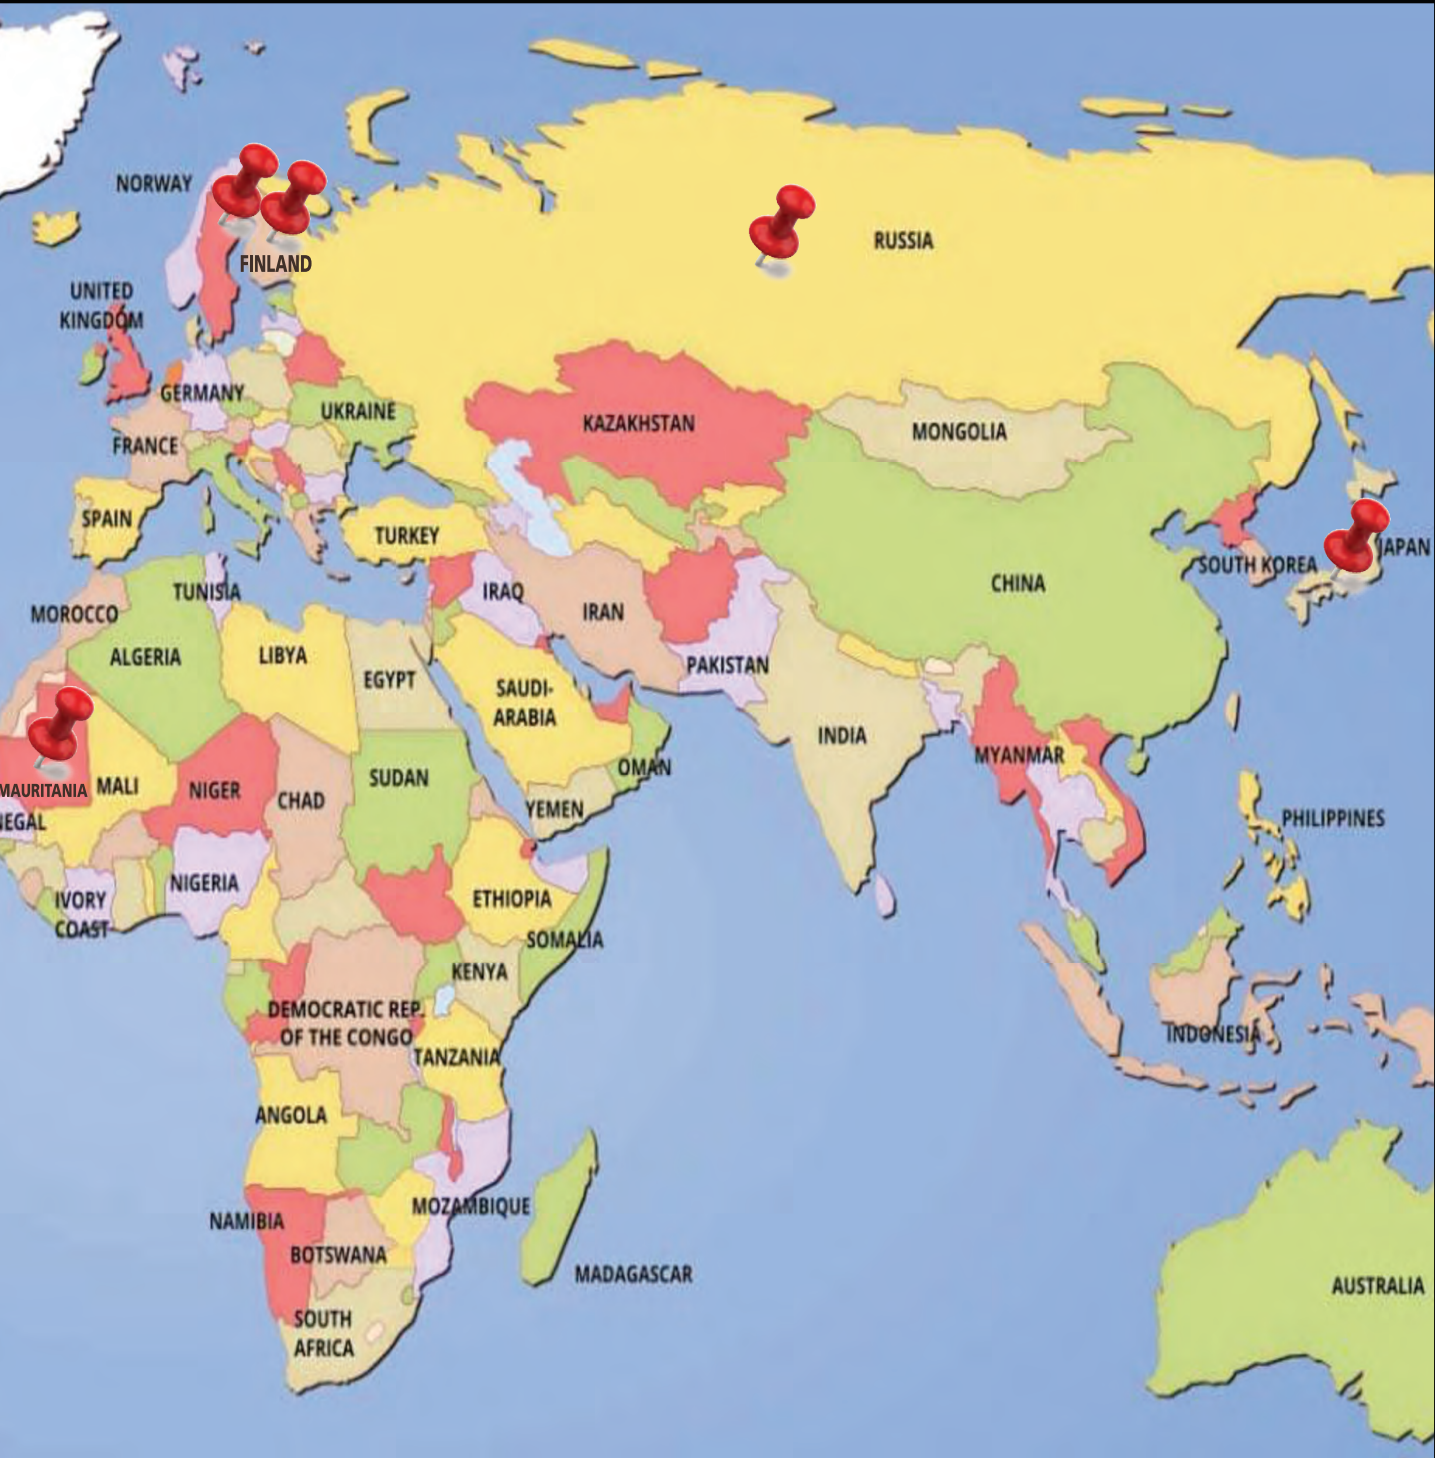 NORWAY
RUSSIA
FINLAND
UNITED
KINGDOM
GERMANY
UKRAINE
KAZAKHSTAN
MONGOLIA
FRANCE
SPAIN
TURKEY
JAPAN
SOUTH KOREA
CHINA
TUNISIA
IRAQ
IRAN
MOROCCO
ALGERIA
LIBYA
EGYPT
PAKISTAN
SAUDI-
ARABIA
INDIA
MYANMAR
OMAN
SUDAN
MAURITANIA
MALI
NIGER
CHAD
YEMEN
PHILIPPINES
NEGAL
NIGERIA
IVORY
COAST
ETHIOPIA
SOMALIA
KENYA
DEMOCRATIC REP.
OF THE CONGO
INDONESIA
TANZANIA
ANGOLA
MOZAMBIQUE
NAMIBIA
BOTSWANA
MADAGASCAR
AUSTRALIA
SOUTH
AFRICA